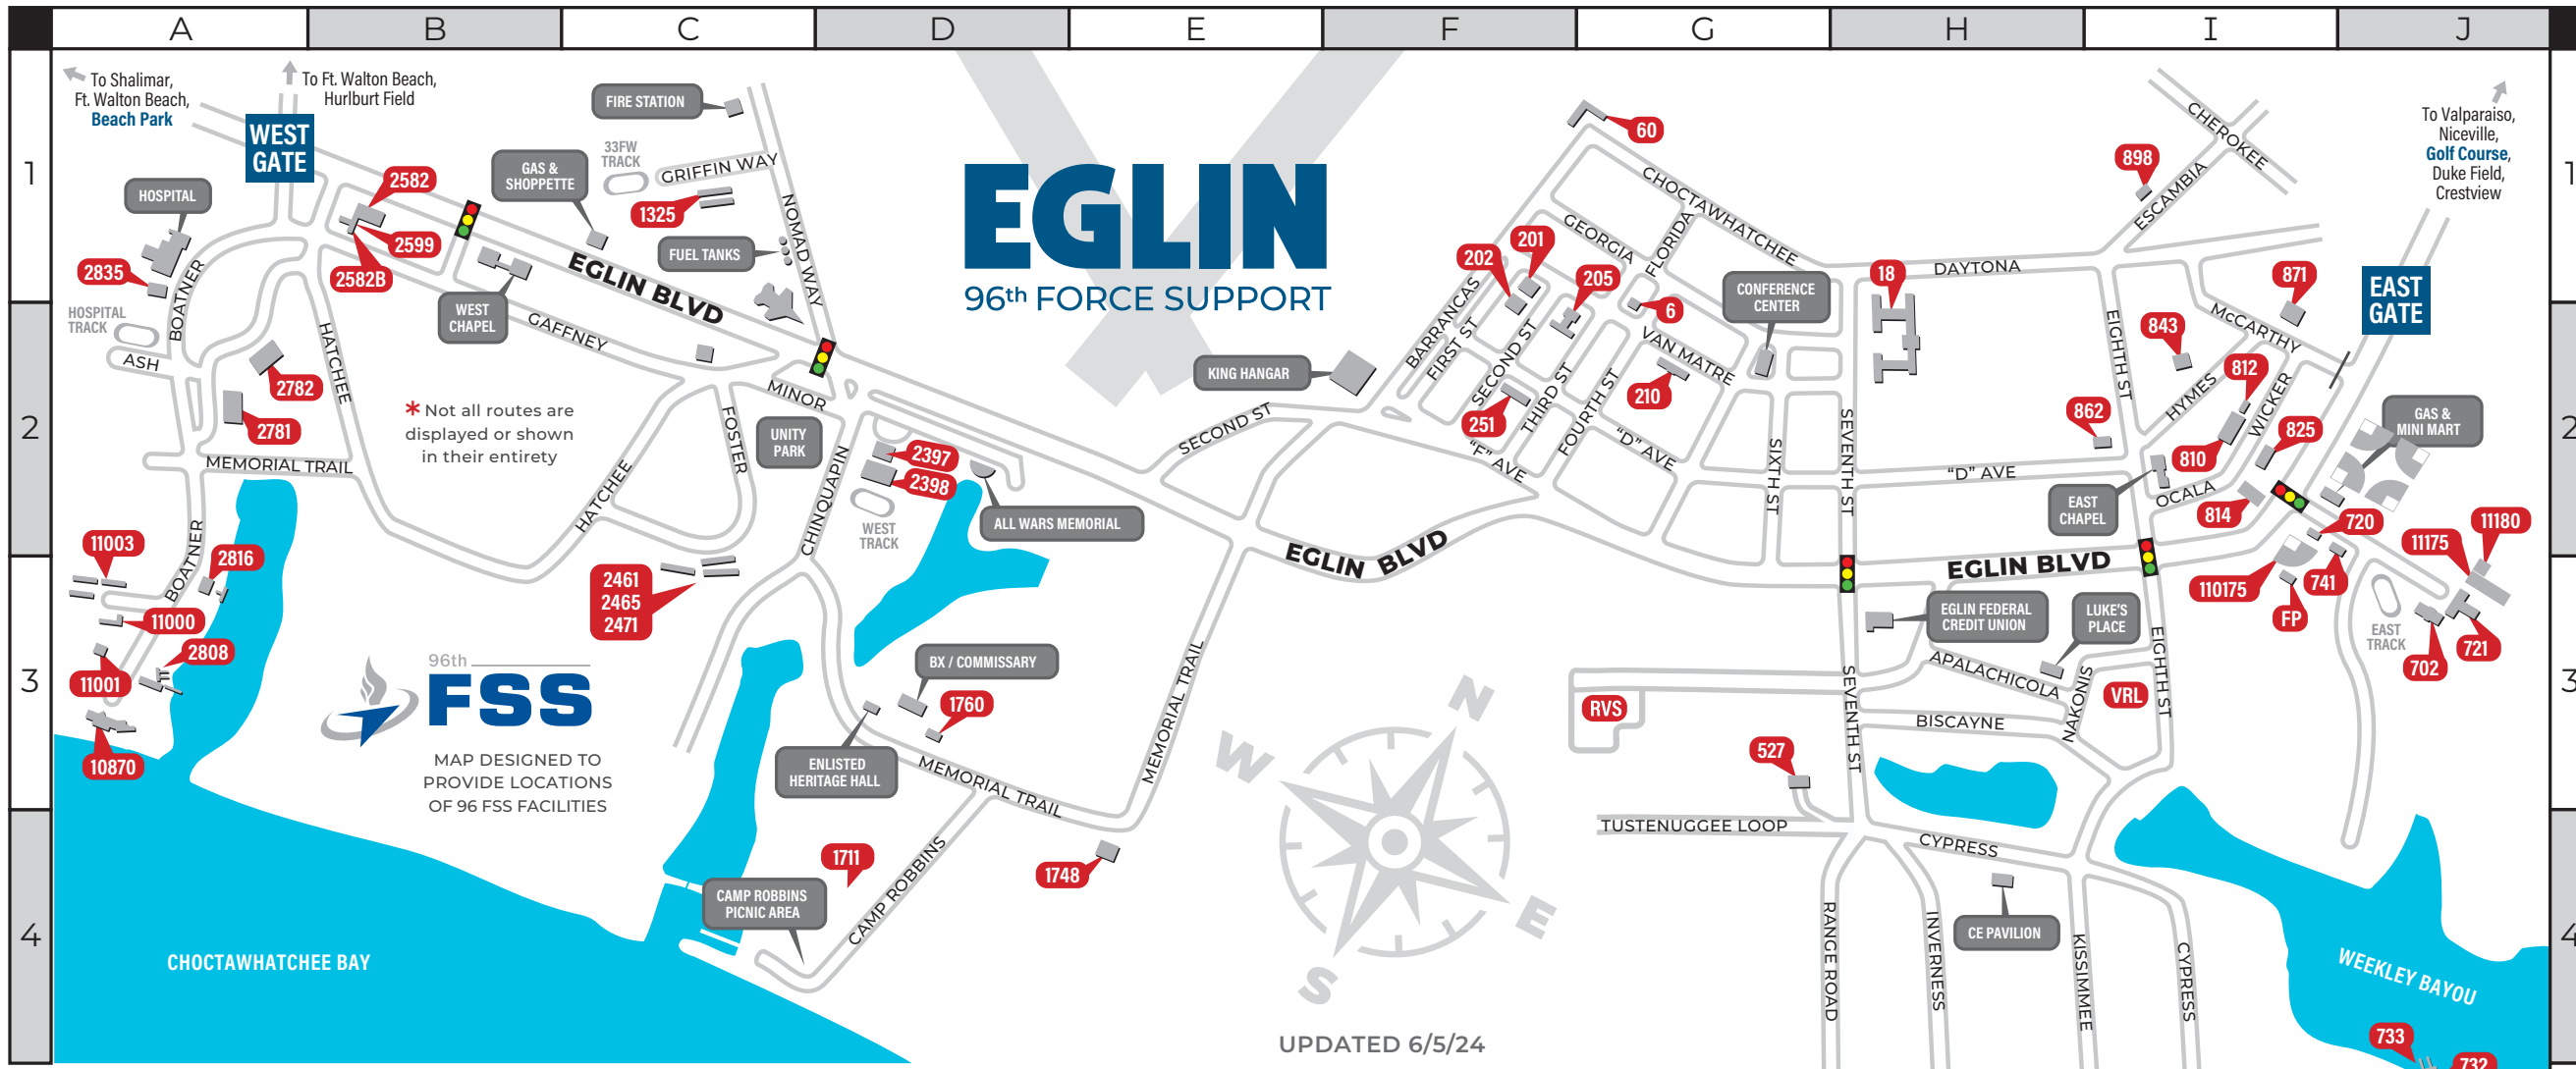 A B C D E F G H I J
1
2
3
4
1
2
3
4
To Shalimar,
Ft. Walton Beach,
Beach Park
To Ft. Walton Beach,
Hurlburt Field
WEST
GATE
HOSPITAL
2835
HOSPITAL
TRACK
ASH
BOATNER
2582
2599
2582B
GAS &
SHOPPETTE
FIRE STATION
33FW
TRACK
GRIFFIN WAY
1325
FUEL TANKS
NOMAD WAY
WEST
CHAPEL
EGLIN BLVD
GAFFNEY
HATCHEE
2782
2781
MEMORIAL TRAIL
* Not all routes are
displayed or shown
in their entirety
HATCHEE
FOSTER
MINOR
UNITY
PARK
CHINQUAPIN
2397
2398
WEST
TRACK
ALL WARS MEMORIAL
EGLIN
96th FORCE SUPPORT
KING HANGAR
SECOND ST
60
CHOCTAWHATCHEE
GEORGIA
FLORIDA
201
202
205
6
CONFERENCE
CENTER
BARRANCAS
FIRST ST
SECOND ST
THIRD ST
FOURTH ST
VAN MATRE
210
251
"F" AVE
"D" AVE
SIXTH ST
SEVENTH ST
18
DAYTONA
898
ESCAMBIA
CHEROKEE
To Valparaiso,
Niceville,
Golf Course,
Duke Field,
Crestview
EAST
GATE
871
McCARTHY
843
EIGHTH ST
HYMES
812
WICKER
862
810
825
GAS &
MINI MART
"D" AVE
EAST
CHAPEL
OCALA
814
720
11180
11175
110175
741
FP
EAST
TRACK
702
721
11003
2816
BOATNER
11000
2808
11001
10870
2461
2465
2471
96th
FSS
MAP DESIGNED TO
PROVIDE LOCATIONS
OF 96 FSS FACILITIES
BX / COMMISSARY
1760
ENLISTED
HERITAGE HALL
MEMORIAL TRAIL
MEMORIAL TRAIL
EGLIN BLVD
EGLIN BLVD
EGLIN FEDERAL
CREDIT UNION
LUKE'S
PLACE
APALACHICOLA
NAKONIS
EIGHTH ST
VRL
BISCAYNE
SEVENTH ST
RVS
527
N
W
E
S
TUSTENUGGEE LOOP
CYPRESS
1711
1748
CAMP ROBBINS
CAMP ROBBINS
PICNIC AREA
CHOCTAWHATCHEE BAY
CE PAVILION
RANGE ROAD
INVERNESS
KISSIMMEE
CYPRESS
WEEKLEY BAYOU
733
732
UPDATED 6/5/24